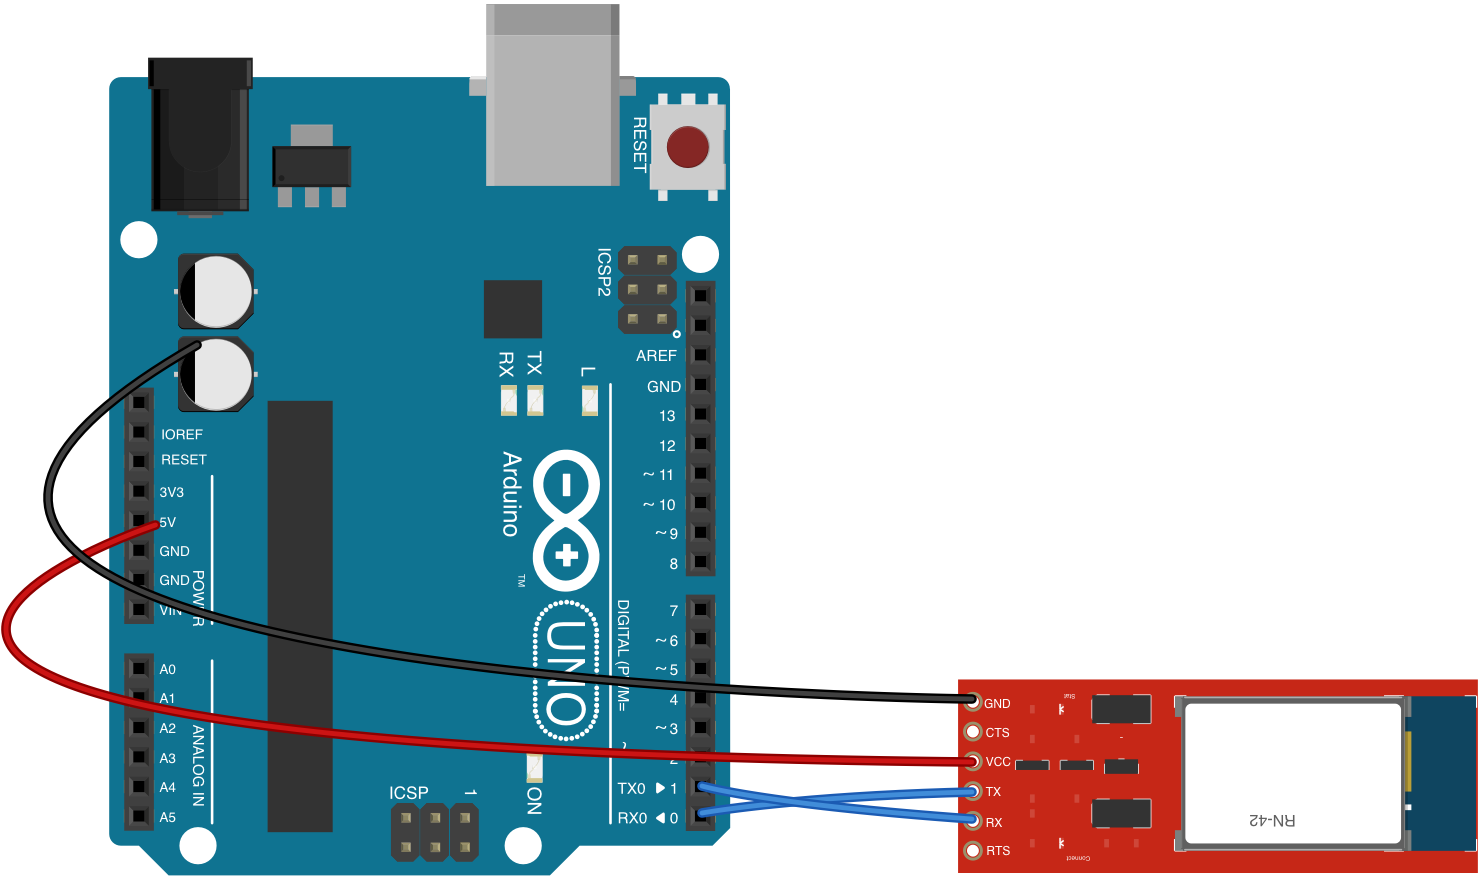 RESET
ICSP2
AREF
GND
13
12
~ 11
~ 10
~ 9
8
RX
TX
L
IOREF
RESET
3V3
5V
GND
GND
VIN
POWER
Arduino
TM
UNO
DIGITAL (PWM=
~
7
~ 6
~ 5
4
~ 3
2
TX0 ▶ 1
RX0 ◀ 0
A0
A1
A2
A3
A4
A5
ANALOG IN
ICSP
1
ON
GND
CTS
VCC
TX
RX
RTS
Stat
Connect
RN-42